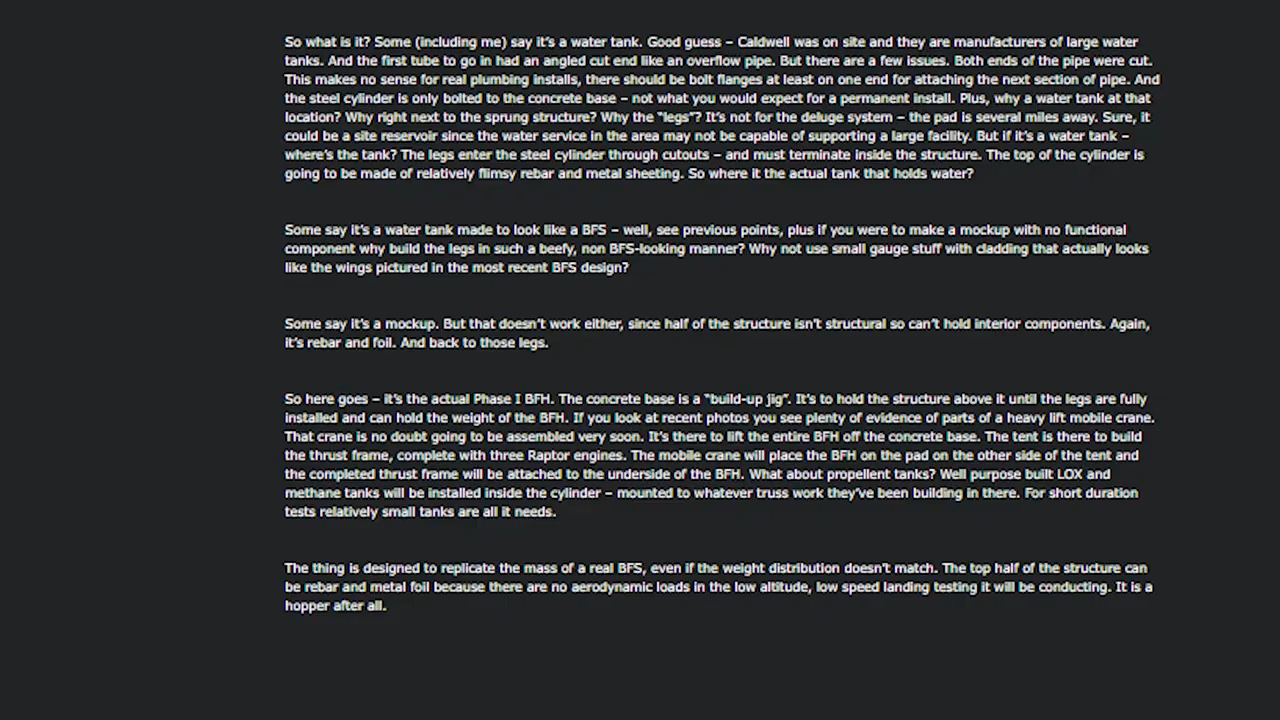 So what is it? Some (including me) say it's a water tank. Good guess – Caldwell was on site and they are manufacturers of large water
tanks. And the first tube to go in had an angled cut end like an overflow pipe. But there are a few issues. Both ends of the pipe were cut.
This makes no sense for real plumbing installs, there should be bolt flanges at least on one end for attaching the next section of pipe. And
the steel cylinder is only bolted to the concrete base – not what you would expect for a permanent install. Plus, why a water tank at that
location? Why right next to the sprung structure? Why the "legs"? It's not for the deluge system – the pad is several miles away. Sure, it
could be a site reservoir since the water service in the area may not be capable of supporting a large facility. But if it's a water tank –
where's the tank? The legs enter the steel cylinder through cutouts – and must terminate inside the structure. The top of the cylinder is
going to be made of relatively flimsy rebar and metal sheeting. So where it the actual tank that holds water?
Some say it's a water tank made to look like a BFS – well, see previous points, plus if you were to make a mockup with no functional
component why build the legs in such a beefy, non BFS-looking manner? Why not use small gauge stuff with cladding that actually looks
like the wings pictured in the most recent BFS design?
Some say it's a mockup. But that doesn't work either, since half of the structure isn't structural so can't hold interior components. Again,
it's rebar and foil. And back to those legs.
So here goes – it's the actual Phase I BFH. The concrete base is a "build-up jig". It's to hold the structure above it until the legs are fully
installed and can hold the weight of the BFH. If you look at recent photos you see plenty of evidence of parts of a heavy lift mobile crane.
That crane is no doubt going to be assembled very soon. It's there to lift the entire BFH off the concrete base. The tent is there to build
the thrust frame, complete with three Raptor engines. The mobile crane will place the BFH on the pad on the other side of the tent and
the completed thrust frame will be attached to the underside of the BFH. What about propellent tanks? Well purpose built LOX and
methane tanks will be installed inside the cylinder – mounted to whatever truss work they've been building in there. For short duration
tests relatively small tanks are all it needs.
The thing is designed to replicate the mass of a real BFS, even if the weight distribution doesn't match. The top half of the structure can
be rebar and metal foil because there are no aerodynamic loads in the low altitude, low speed landing testing it will be conducting. It is a
hopper after all.